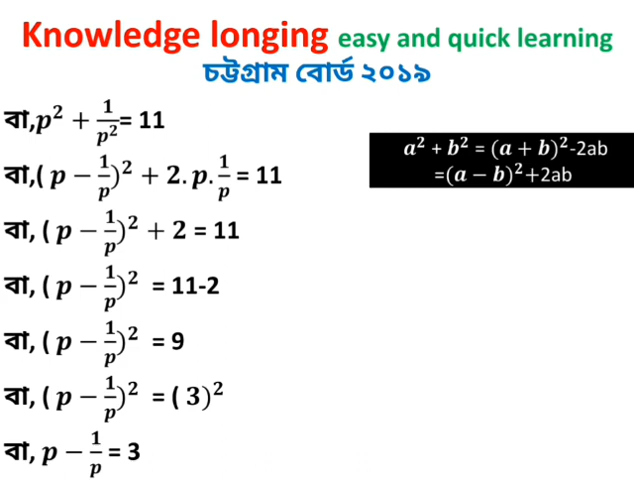 Knowledge longing easy and quick learning
চট্টগ্রাম বোর্ড ২০১৯
বা,p² + 1/p² = 11
a² + b² = (a + b)²-2ab
=(a − b)²+2ab
বা,( p − 1/p)² + 2.p.1/p = 11
বা, ( p − 1/p)² + 2 = 11
বা, ( p − 1/p)² = 11-2
বা, ( p − 1/p)² = 9
বা, ( p − 1/p)² = ( 3)²
বা, p − 1/p = 3